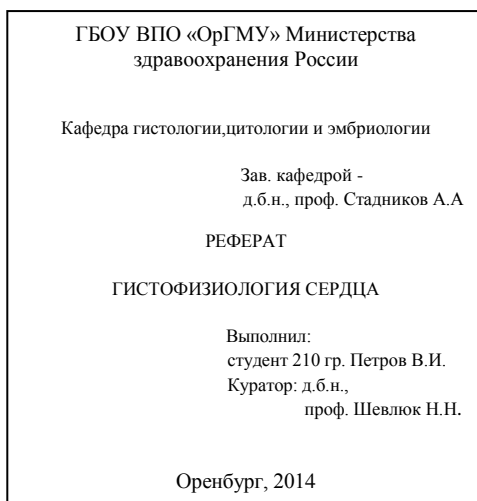 ГБОУ ВПО «ОрГМУ» Министерства
здравоохранения России
Кафедра гистологии,цитологии и эмбриологии
Зав. кафедрой -
д.б.н., проф. Стадников А.А
РЕФЕРАТ
ГИСТОФИЗИОЛОГИЯ СЕРДЦА
Выполнил:
студент 210 гр. Петров В.И.
Куратор: д.б.н.,
проф. Шевлюк Н.Н.
Оренбург, 2014